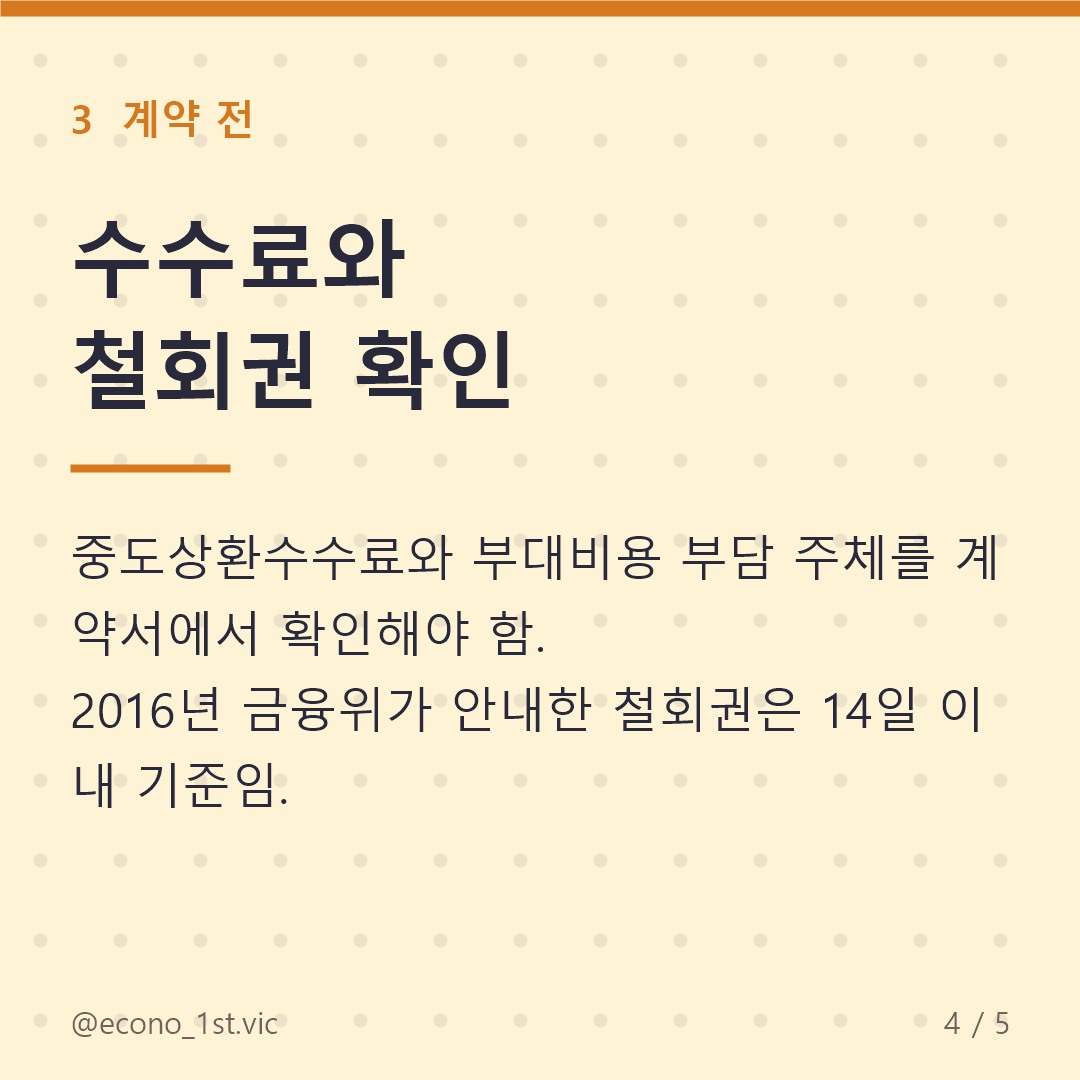 3 계약 전
수수료와
철회권 확인
중도상환수수료와 부대비용 부담 주체를 계
약서에서 확인해야 함.
2016년 금융위가 안내한 철회권은 14일 이
내 기준임.
@econo_1st.vic
4 / 5